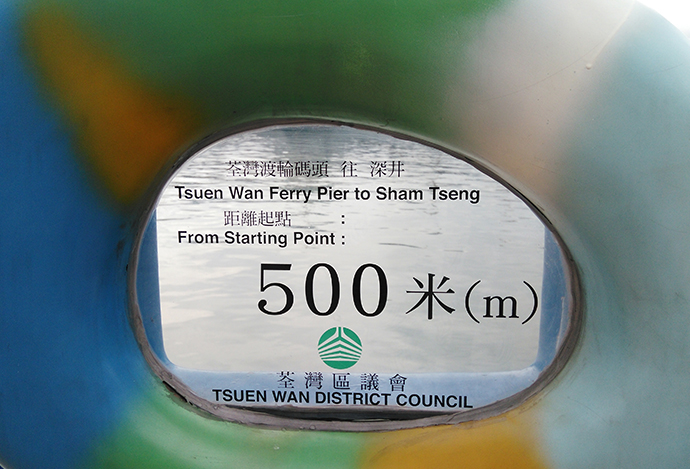 荃灣渡輪碼頭 往 深井
Tsuen Wan Ferry Pier to Sham Tseng
距離起點 :
From Starting Point :
500 米(m)
荃灣區議會
TSUEN WAN DISTRICT COUNCIL